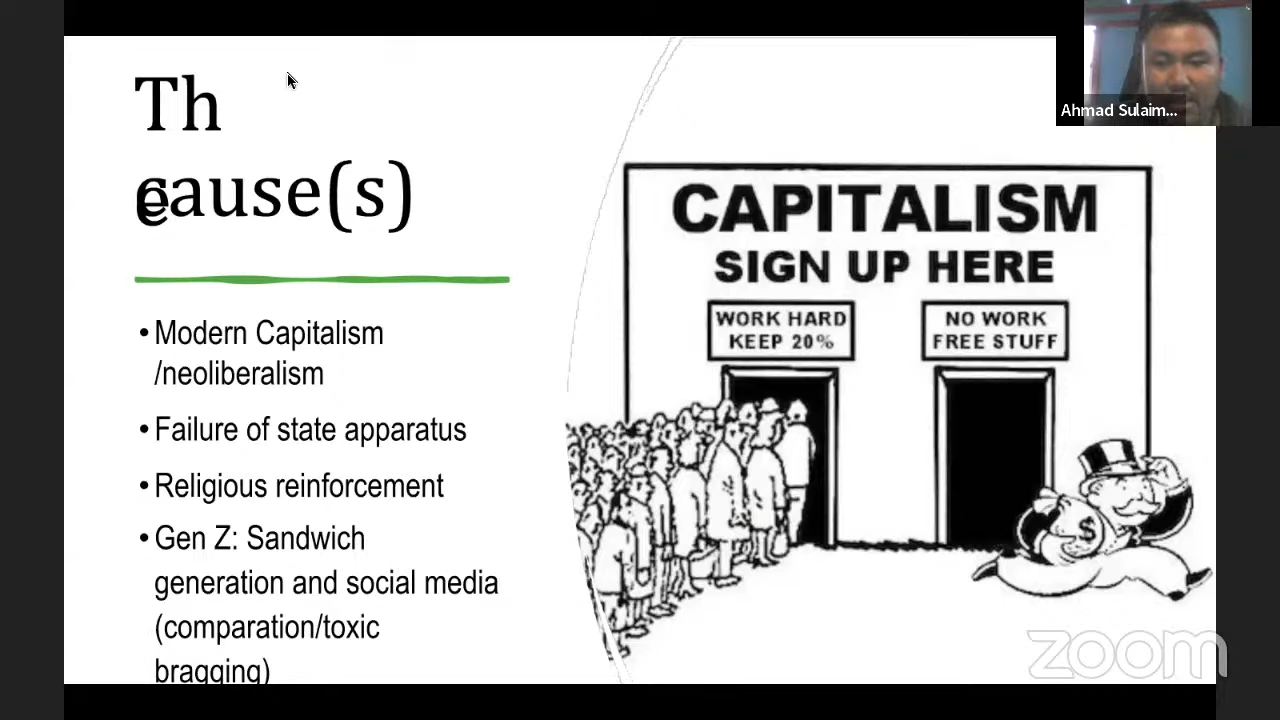 Th
e
cause(s)
• Modern Capitalism
/neoliberalism
• Failure of state apparatus
• Religious reinforcement
• Gen Z: Sandwich
generation and social media
(comparation/toxic
bragging)
CAPITALISM
SIGN UP HERE
WORK HARD
KEEP 20%
NO WORK
FREE STUFF
$
Ahmad Sulaim...
zoom